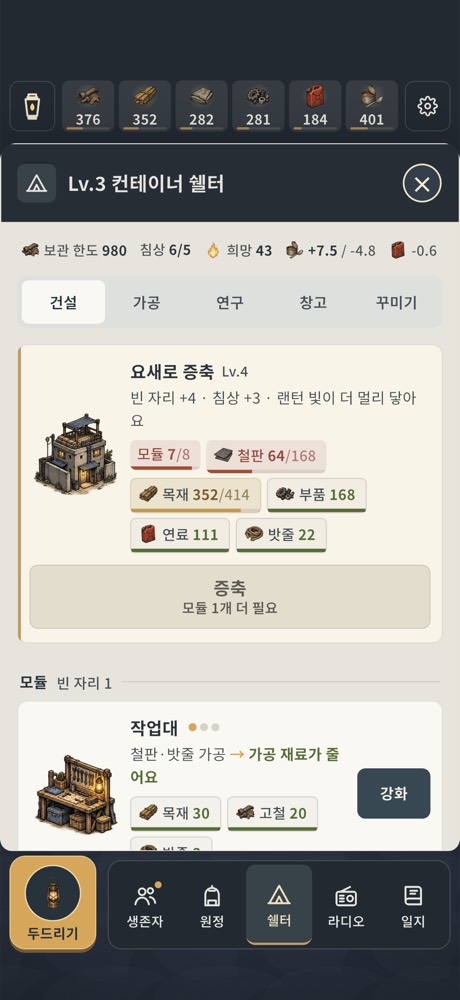 376 352 282 281 184 401
Lv.3 컨테이너 쉘터
보관 한도 980 침상 6/5 희망 43 +7.5 / -4.8 -0.6
건설 가공 연구 창고 꾸미기
요새로 증축 Lv.4
빈 자리 +4 · 침상 +3 · 랜턴 빛이 더 멀리 닿아
요
모듈 7/8 철판 64/168
목재 352/414 부품 168
연료 111 밧줄 22
증축
모듈 1개 더 필요
모듈 빈 자리 1
작업대
철판·밧줄 가공 → 가공 재료가 줄
어요
강화
목재 30 고철 20
두드리기 생존자 원정 쉘터 라디오 일지